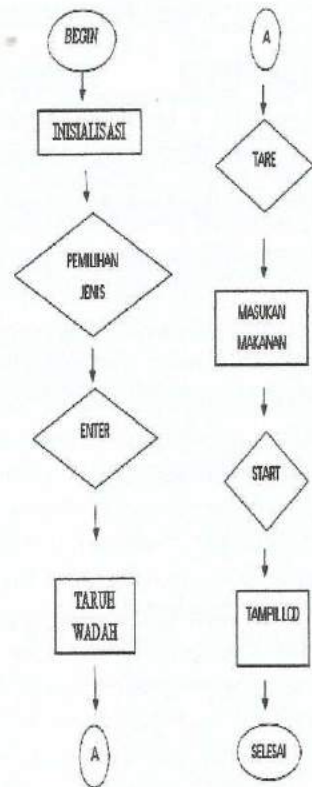 BEGIN
INISIALISASI
PEMILIHAN
JENIS
ENTER
TARUH
WADAH
A
A
TARE
MASUKAN
MAKANAN
START
TAMPIL LCD
SELESAI